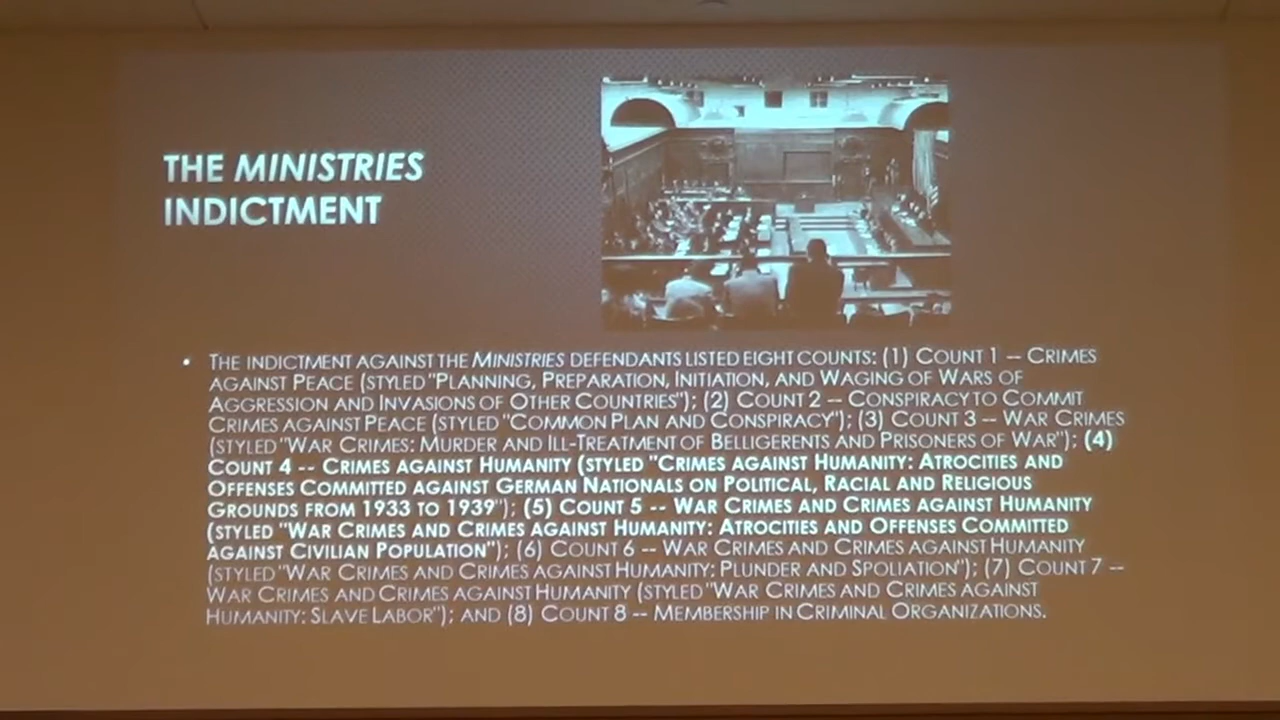 THE MINISTRIES
INDICTMENT
• THE INDICTMENT AGAINST THE MINISTRIES DEFENDANTS LISTED EIGHT COUNTS: (1) COUNT 1 -- CRIMES
AGAINST PEACE (STYLED "PLANNING, PREPARATION, INITIATION, AND WAGING OF WARS OF
AGGRESSION AND INVASIONS OF OTHER COUNTRIES"); (2) COUNT 2 -- CONSPIRACY TO COMMIT
CRIMES AGAINST PEACE (STYLED "COMMON PLAN AND CONSPIRACY"); (3) COUNT 3 -- WAR CRIMES
(STYLED "WAR CRIMES: MURDER AND ILL-TREATMENT OF BELLIGERENTS AND PRISONERS OF WAR"); (4)
COUNT 4 -- CRIMES AGAINST HUMANITY (STYLED "CRIMES AGAINST HUMANITY: ATROCITIES AND
OFFENSES COMMITTED AGAINST GERMAN NATIONALS ON POLITICAL, RACIAL AND RELIGIOUS
GROUNDS FROM 1933 TO 1939"); (5) COUNT 5 -- WAR CRIMES AND CRIMES AGAINST HUMANITY
(STYLED "WAR CRIMES AND CRIMES AGAINST HUMANITY: ATROCITIES AND OFFENSES COMMITTED
AGAINST CIVILIAN POPULATION"); (6) COUNT 6 -- WAR CRIMES AND CRIMES AGAINST HUMANITY
(STYLED "WAR CRIMES AND CRIMES AGAINST HUMANITY: PLUNDER AND SPOLIATION"); (7) COUNT 7 --
WAR CRIMES AND CRIMES AGAINST HUMANITY (STYLED "WAR CRIMES AND CRIMES AGAINST
HUMANITY: SLAVE LABOR"); AND (8) COUNT 8 -- MEMBERSHIP IN CRIMINAL ORGANIZATIONS.